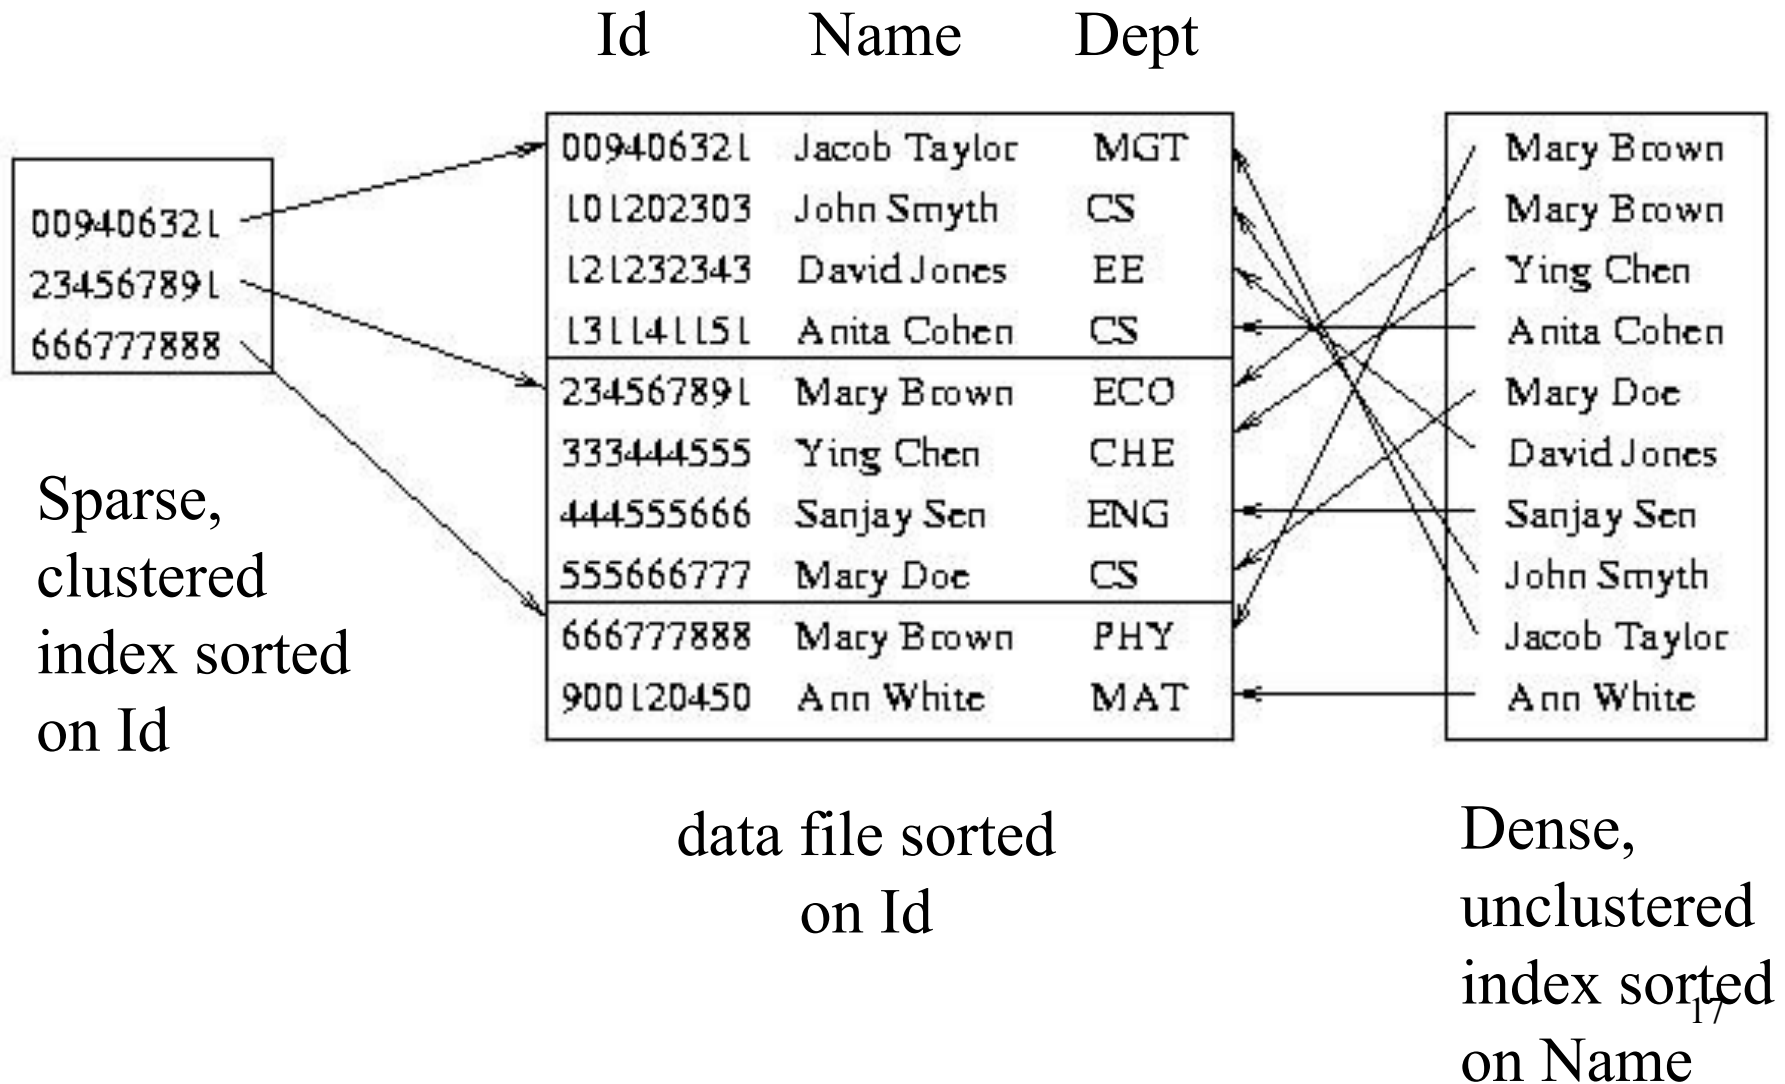 Id Name Dept
009406321
234567891
666777888
Sparse,
clustered
index sorted
on Id
009406321 Jacob Taylor MGT
101202303 John Smyth CS
121232343 David Jones EE
131141151 Anita Cohen CS
234567891 Mary Brown ECO
333444555 Ying Chen CHE
444555666 Sanjay Sen ENG
555666777 Mary Doe CS
666777888 Mary Brown PHY
900120450 Ann White MAT
data file sorted
on Id
Mary Brown
Mary Brown
Ying Chen
Anita Cohen
Mary Doe
David Jones
Sanjay Sen
John Smyth
Jacob Taylor
Ann White
Dense,
unclustered
index sorted
on Name
17